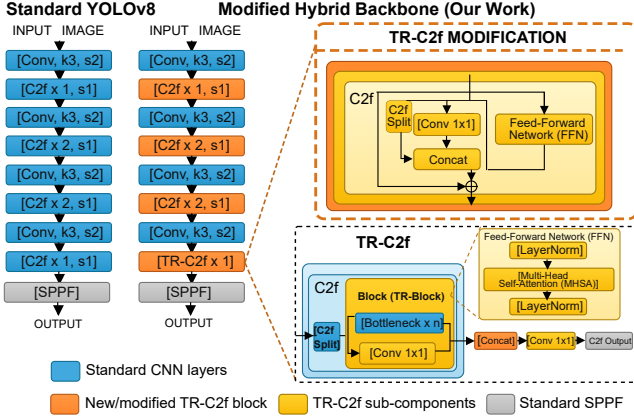 Standard YOLOv8
Modified Hybrid Backbone (Our Work)
INPUT IMAGE
[Conv, k3, s2]
[C2f x 1, s1]
[Conv, k3, s2]
[C2f x 2, s1]
[Conv, k3, s2]
[C2f x 2, s1]
[Conv, k3, s2]
[C2f x 1, s1]
[SPPF]
OUTPUT
INPUT IMAGE
[Conv, k3, s2]
[C2f x 1, s1]
[Conv, k3, s2]
[C2f x 2, s1]
[Conv, k3, s2]
[C2f x 2, s1]
[Conv, k3, s2]
[TR-C2f x 1]
[SPPF]
OUTPUT
TR-C2f MODIFICATION
C2f
C2f
Split
[Conv 1x1]
Concat
Feed-Forward
Network (FFN)
TR-C2f
C2f
[C2f
Split]
Block (TR-Block)
[Bottleneck x n]
[Conv 1x1]
Feed-Forward Network (FFN)
[LayerNorm]
[Multi-Head
Self-Attention (MHSA)]
[LayerNorm]
[Concat]
[Conv 1x1]
C2f Output
Standard CNN layers
New/modified TR-C2f block
TR-C2f sub-components
Standard SPPF